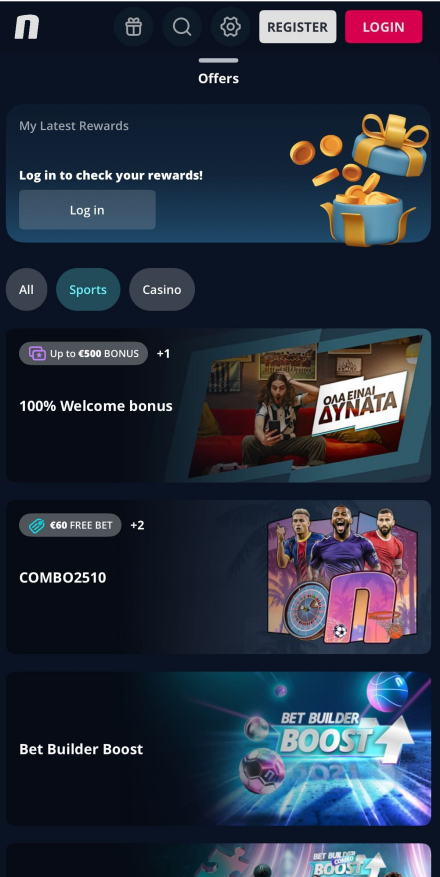 REGISTER
LOGIN
Offers
My Latest Rewards
Log in to check your rewards!
Log in
All
Sports
Casino
Up to €500 BONUS
+1
100% Welcome bonus
ΟΛΑ ΕΙΝΑΙ
ΔΥΝΑΤΑ
€60 FREE BET
+2
COMBO2510
Bet Builder Boost
BET BUILDER
BOOST
BET BUILDER
COMBO
BOOST